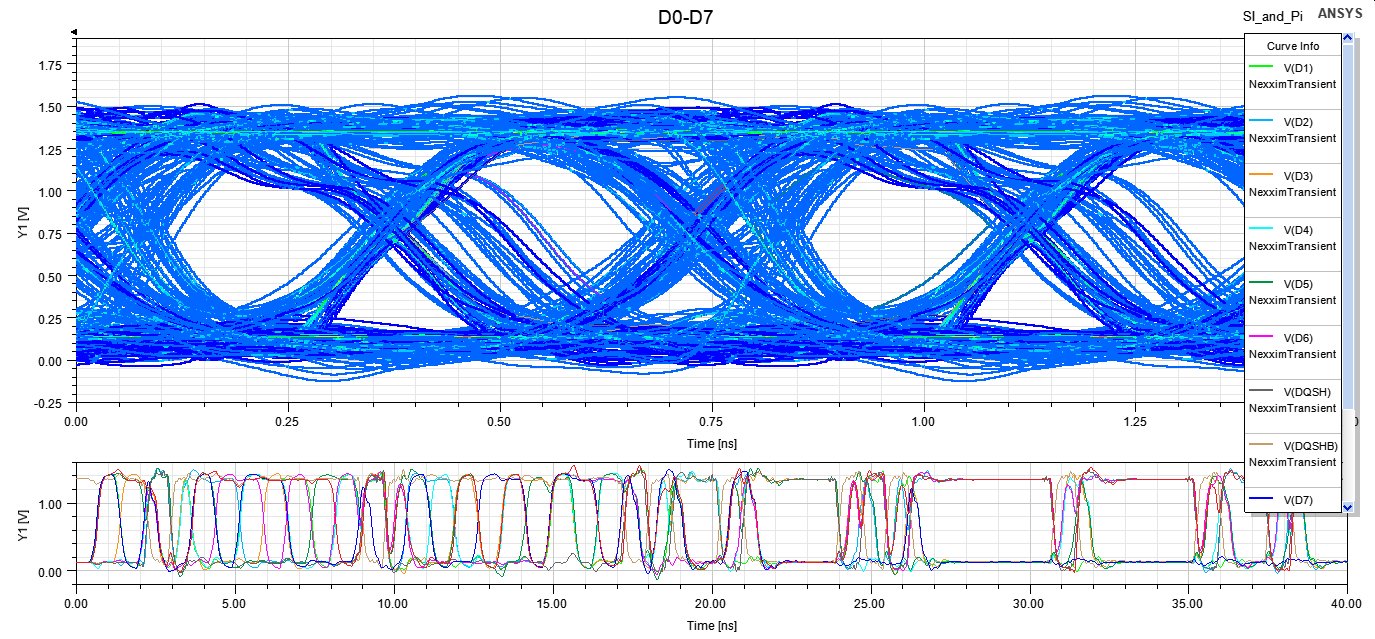 D0-D7
SI_and_Pi
ANSYS
Curve Info
V(D1)
NexximTransient
V(D2)
NexximTransient
V(D3)
NexximTransient
V(D4)
NexximTransient
V(D5)
NexximTransient
V(D6)
NexximTransient
V(DQSH)
NexximTransient
V(DQSHB)
NexximTransient
V(D7)
Y1 [V]
1.75
1.50
1.25
1.00
0.75
0.50
0.25
0.00
-0.25
0.00 0.25 0.50 0.75 1.00 1.25
Time [ns]
Y1 [V]
1.00
0.00
0.00 5.00 10.00 15.00 20.00 25.00 30.00 35.00 40.00
Time [ns]